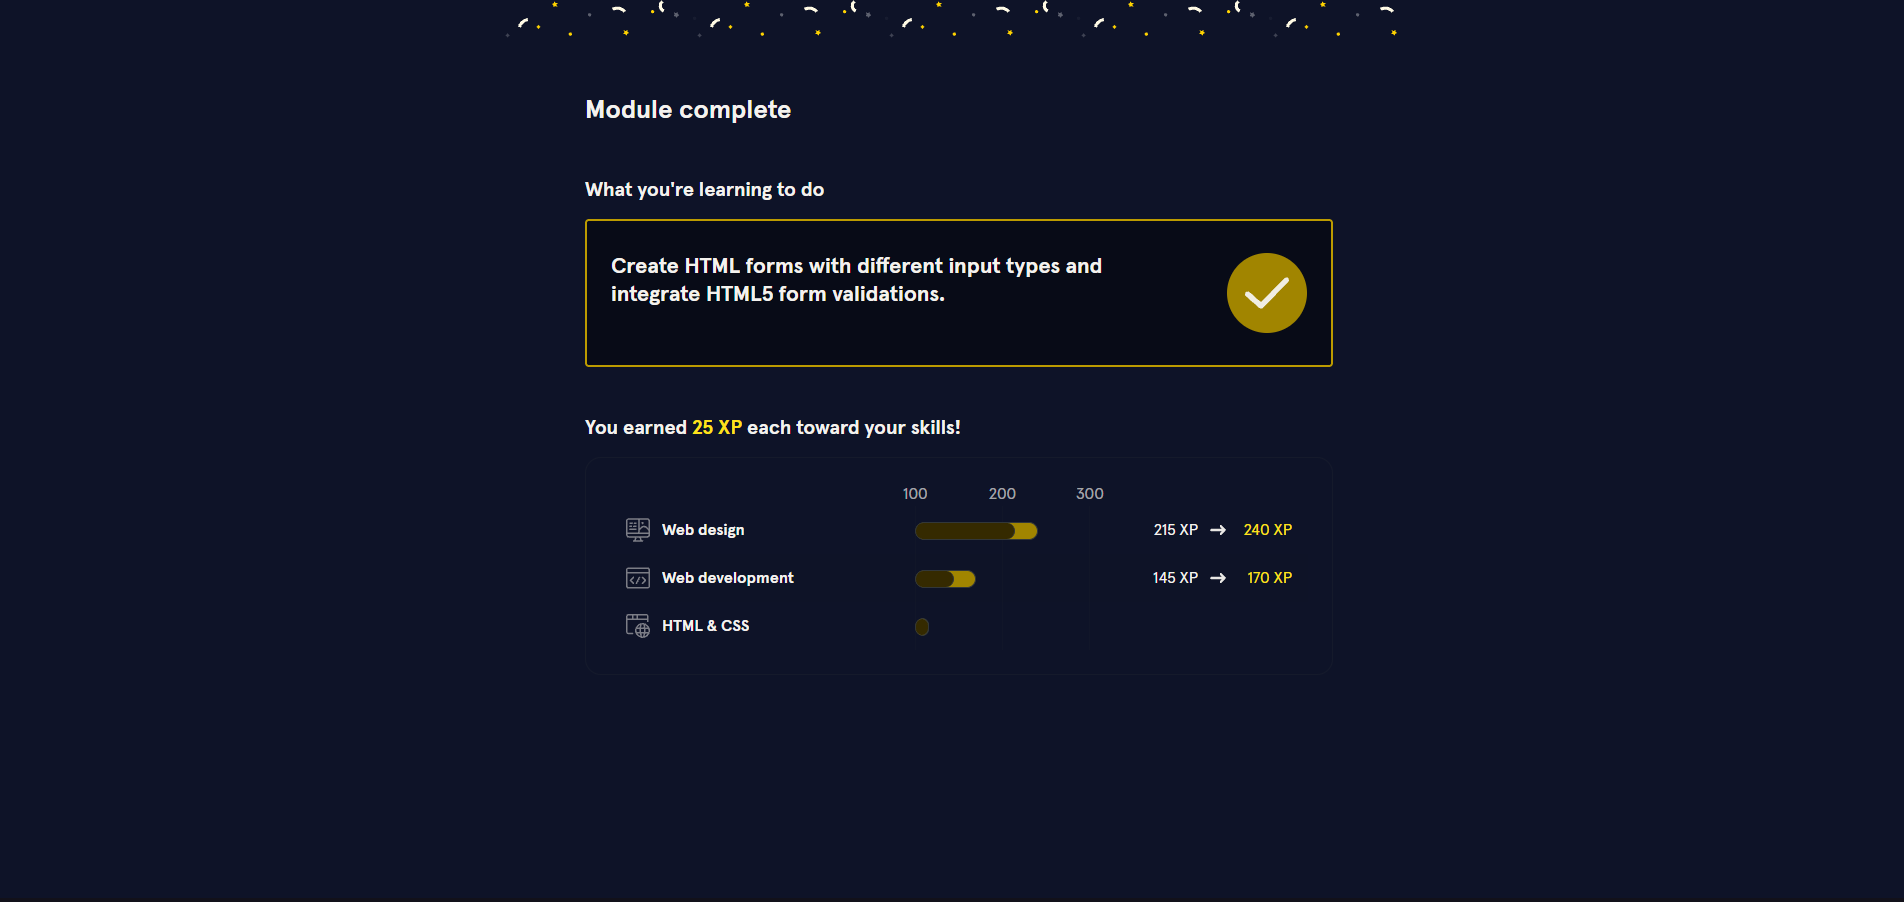 Module complete
What you're learning to do
Create HTML forms with different input types and
integrate HTML5 form validations.
You earned 25 XP each toward your skills!
100 200 300
Web design 215 XP → 240 XP
Web development 145 XP → 170 XP
HTML & CSS